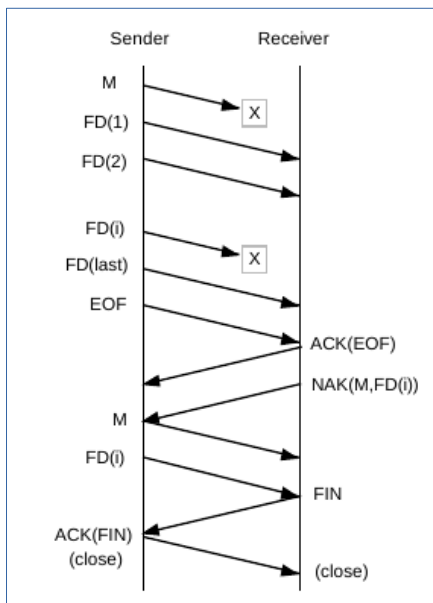 Sender
Receiver
M
X
FD(1)
FD(2)
FD(i)
X
FD(last)
EOF
ACK(EOF)
NAK(M,FD(i))
M
FD(i)
FIN
ACK(FIN)
(close)
(close)